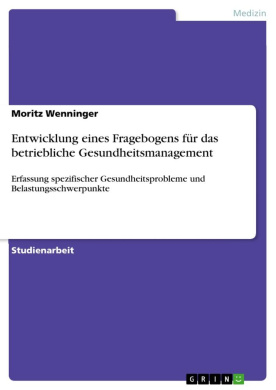 Medizin
Moritz Wenninger
Entwicklung eines Fragebogens für das
betriebliche Gesundheitsmanagement
Erfassung spezifischer Gesundheitsprobleme und
Belastungsschwerpunkte
Studienarbeit
GRIN